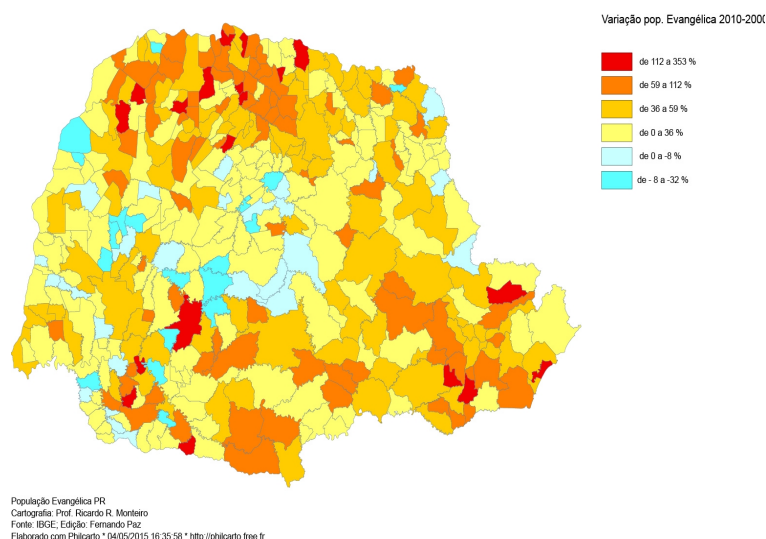 Variação pop. Evangélica 2010-2000
de 112 a 353 %
de 59 a 112 %
de 36 a 59 %
de 0 a 36 %
de 0 a -8 %
de - 8 a -32 %
População Evangélica PR
Cartografia: Prof. Ricardo R. Monteiro
Fonte: IBGE; Edição: Fernando Paz
Elaborado com Philcarto * 04/05/2015 16:35:58 * http://philcarto.free.fr